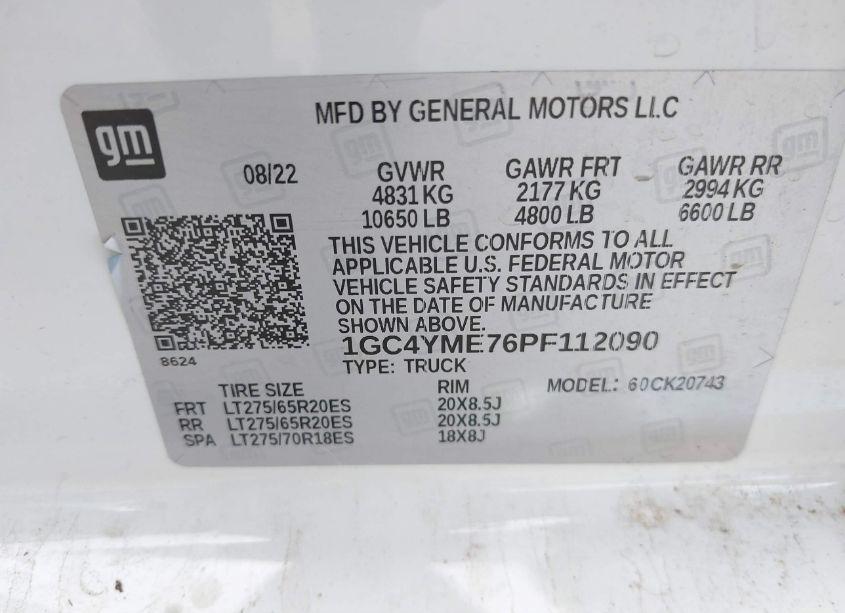 gm
MFD BY GENERAL MOTORS LLC
08/22 GVWR GAWR FRT GAWR RR
4831 KG 2177 KG 2994 KG
10650 LB 4800 LB 6600 LB
THIS VEHICLE CONFORMS TO ALL
APPLICABLE U.S. FEDERAL MOTOR
VEHICLE SAFETY STANDARDS IN EFFECT
ON THE DATE OF MANUFACTURE
SHOWN ABOVE.
1GC4YME76PF112090
8624
TYPE: TRUCK
TIRE SIZE RIM MODEL: 60CK20743
FRT LT275/65R20ES 20X8.5J
RR LT275/65R20ES 20X8.5J
SPA LT275/70R18ES 18X8J